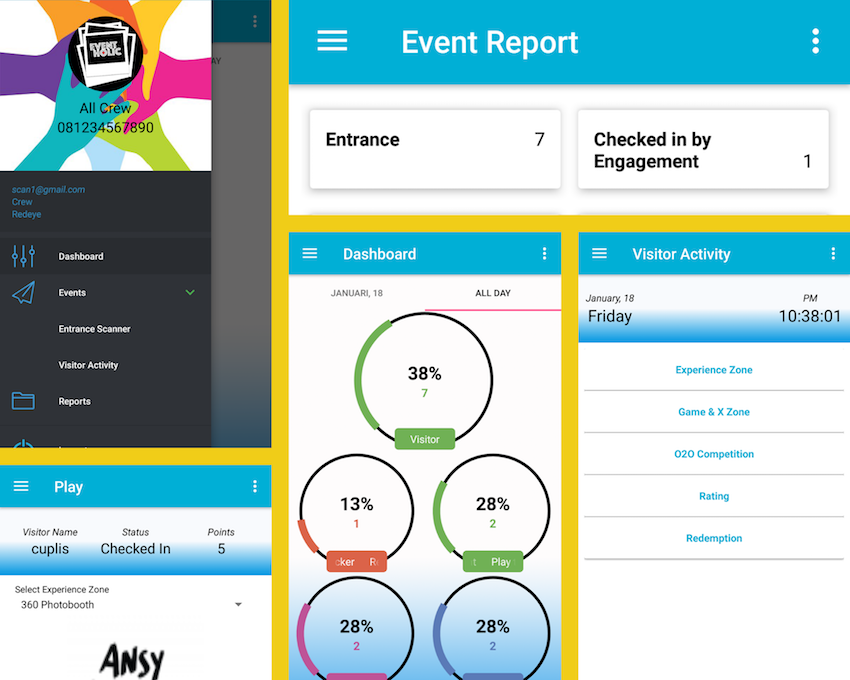 EVENT
HOLIC
All Crew
081234567890
scan1@gmail.com
Crew
Redeye
Dashboard
Events
Entrance Scanner
Visitor Activity
Reports
AY
Event Report
Entrance 7
Checked in by
Engagement 1
Dashboard
JANUARI, 18 ALL DAY
38%
7
Visitor
13% 28%
1 2
cker R Play
28% 28%
2 2
Visitor Activity
January, 18 PM
Friday 10:38:01
Experience Zone
Game & X Zone
O2O Competition
Rating
Redemption
Play
Visitor Name Status Points
cuplis Checked In 5
Select Experience Zone
360 Photobooth
ANSY